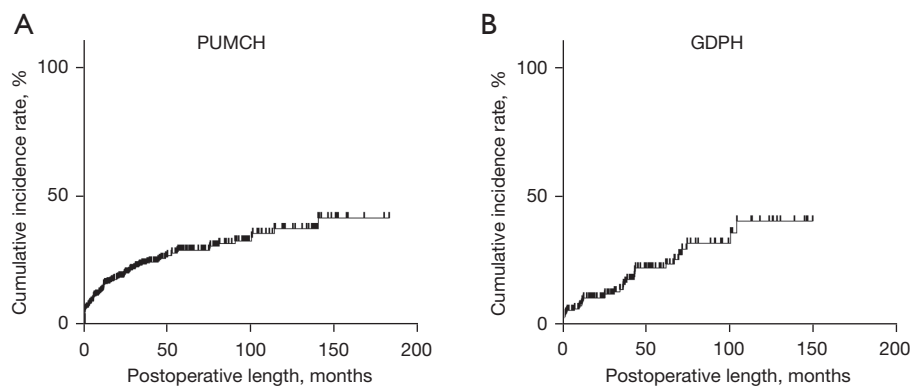 A
PUMCH
Cumulative incidence rate, %
100
50
0
0 50 100 150 200
Postoperative length, months
B
GDPH
Cumulative incidence rate, %
100
50
0
0 50 100 150 200
Postoperative length, months